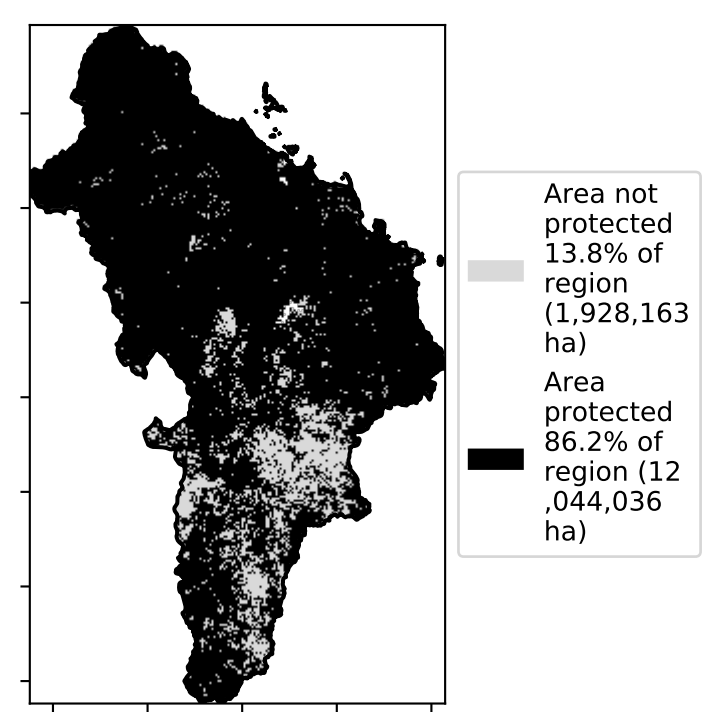 Area not
protected
13.8% of
region
(1,928,163
ha)
Area
protected
86.2% of
region (12
,044,036
ha)